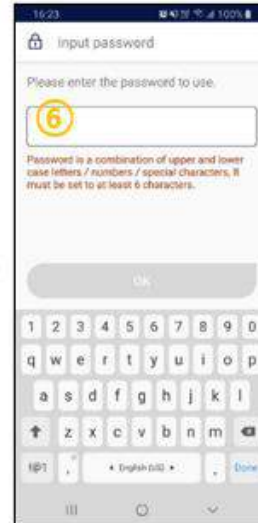 16:23 100%
input password
Please enter the password to use.
6
Password is a combination of upper and lower
case letters / numbers / special characters, It
must be set to at least 6 characters.
OK
1 2 3 4 5 6 7 8 9 0
q w e r t y u i o p
a s d f g h j k l
z x c v b n m
!@1 , English (US) . Done